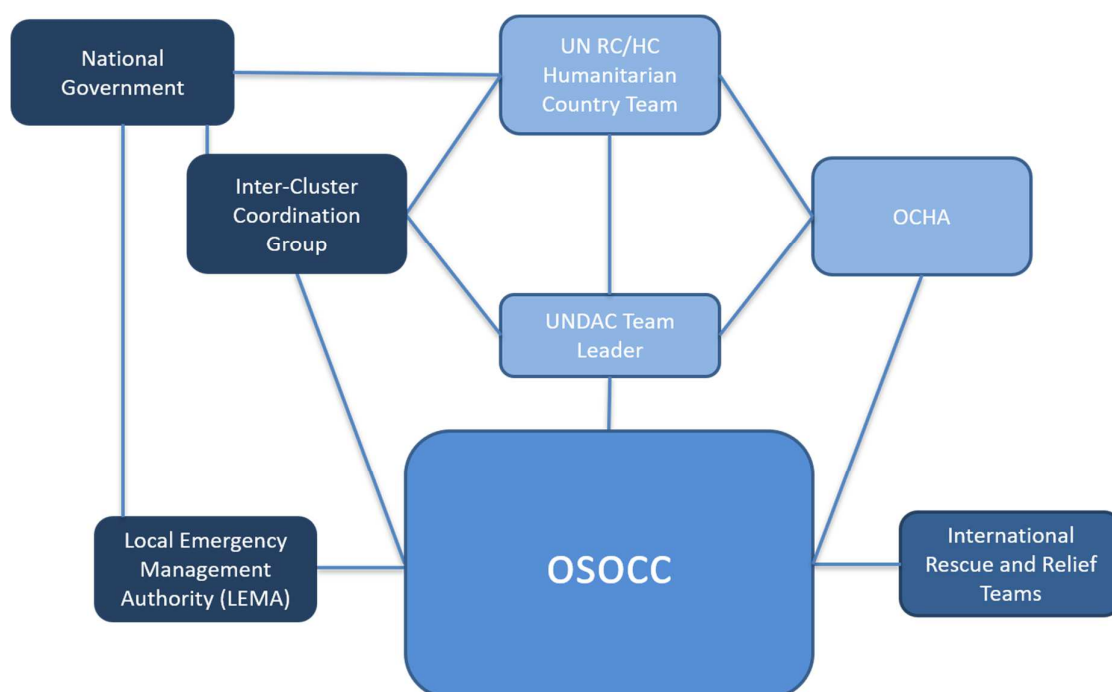 National
Government
UN RC/HC
Humanitarian
Country Team
Inter-Cluster
Coordination
Group
OCHA
UNDAC Team
Leader
Local Emergency
Management
Authority (LEMA)
OSOCC
International
Rescue and Relief
Teams